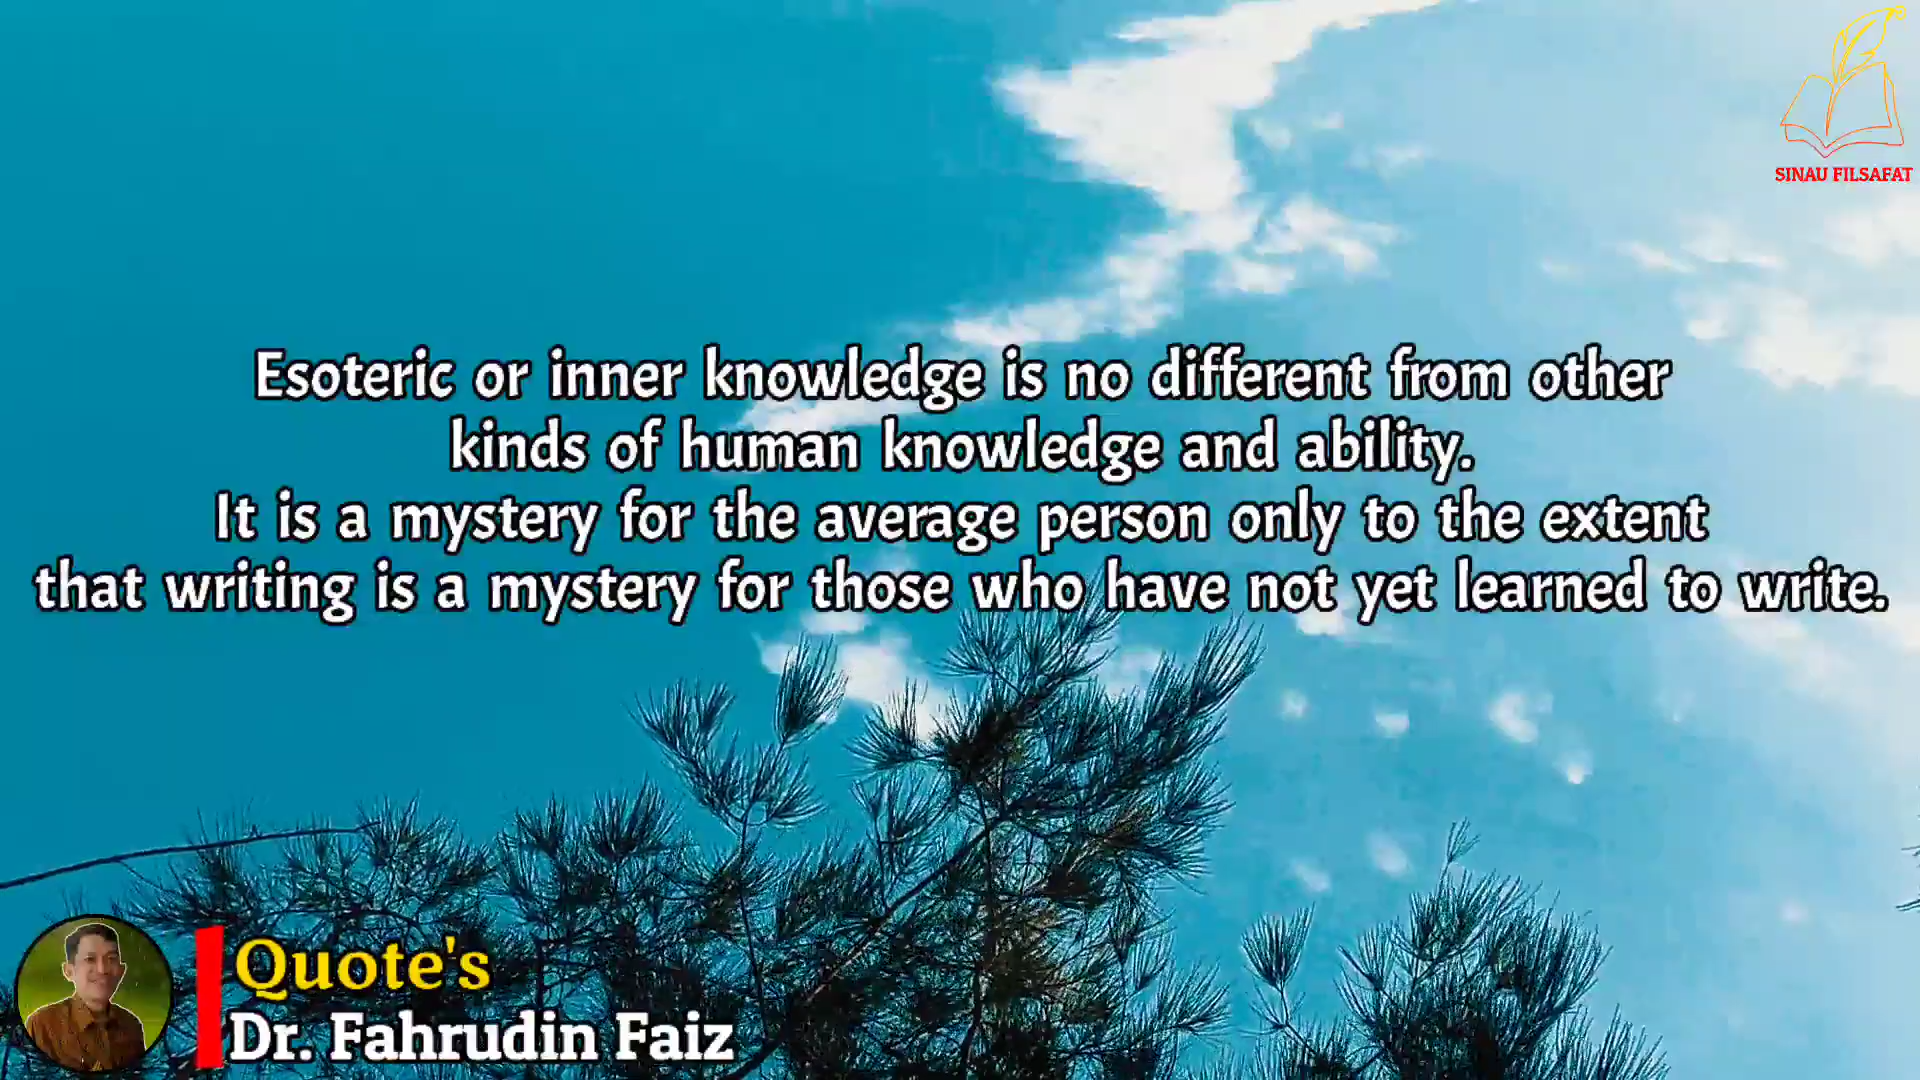 SINAU FILSAFAT
Esoteric or inner knowledge is no different from other
kinds of human knowledge and ability.
It is a mystery for the average person only to the extent
that writing is a mystery for those who have not yet learned to write.
Quote's
Dr. Fahrudin Faiz